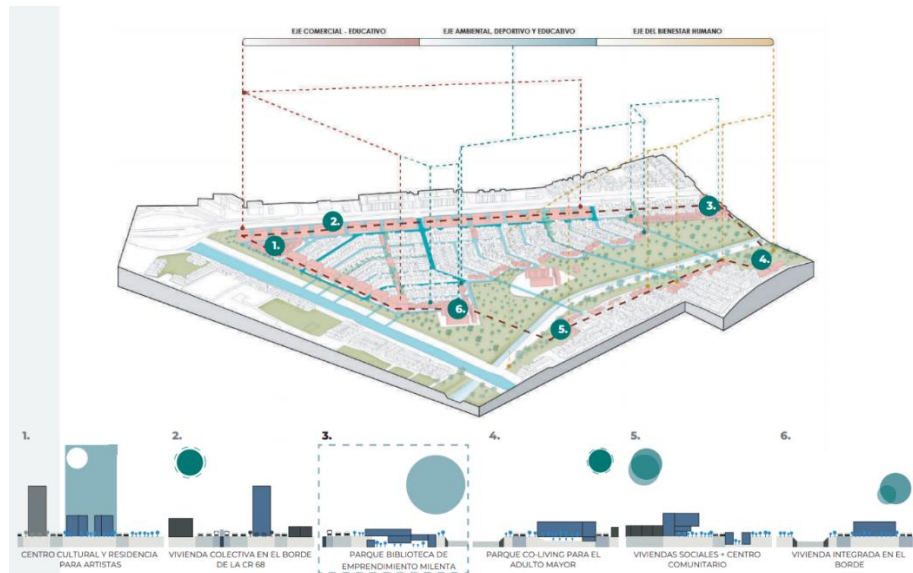 EJE COMERCIAL - EDUCATIVO
EJE AMBIENTAL, DEPORTIVO Y EDUCATIVO
EJE DEL BIENESTAR HUMANO
2.
3.
1.
4.
6.
5.
1.
2.
3.
4.
5.
6.
CENTRO CULTURAL Y RESIDENCIA
PARA ARTISTAS
VIVIENDA COLECTIVA EN EL BORDE
DE LA CR 68
PARQUE BIBLIOTECA DE
EMPRENDIMIENTO MILENTA
PARQUE CO-LIVING PARA EL
ADULTO MAYOR
VIVIENDAS SOCIALES + CENTRO
COMUNITARIO
VIVIENDA INTEGRADA EN EL
BORDE